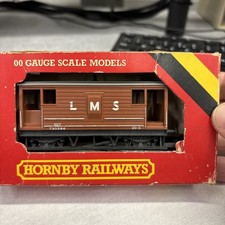 00 GAUGE SCALE MODELS
L M S
HORNBY RAILWAYS